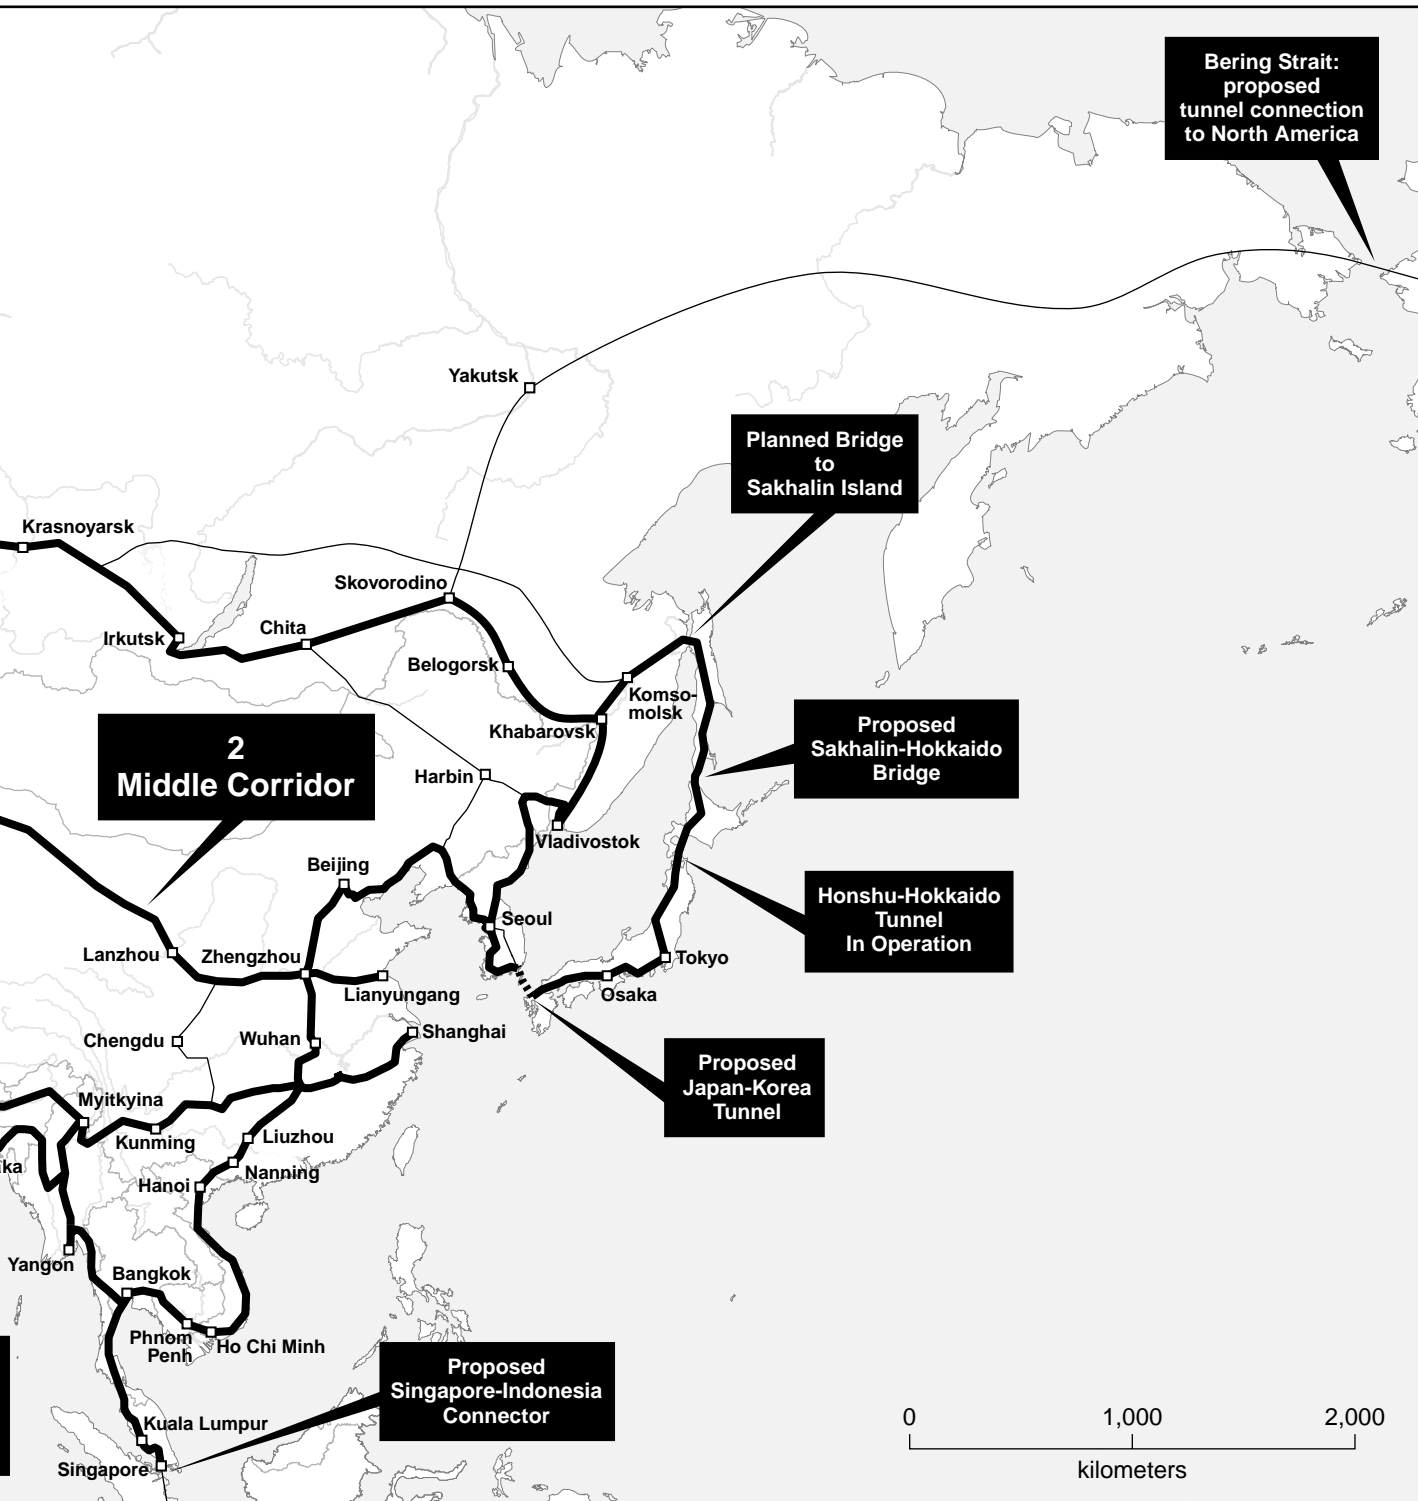 Bering Strait:
proposed
tunnel connection
to North America
Yakutsk
Planned Bridge
to
Sakhalin Island
Krasnoyarsk
Skovorodino
Chita
Irkutsk
Belogorsk
Komso-
molsk
Khabarovsk
Proposed
Sakhalin-Hokkaido
Bridge
2
Middle Corridor
Harbin
Vladivostok
Beijing
Honshu-Hokkaido
Tunnel
In Operation
Seoul
Lanzhou
Zhengzhou
Tokyo
Lianyungang
Osaka
Chengdu
Wuhan
Shanghai
Proposed
Japan-Korea
Tunnel
Myitkyina
Kunming
Liuzhou
ika
Nanning
Hanoi
Yangon
Bangkok
Phnom
Penh
Ho Chi Minh
Proposed
Singapore-Indonesia
Connector
Kuala Lumpur
Singapore
0 1,000 2,000
kilometers